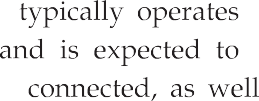 typically operates
and is expected to
connected, as well